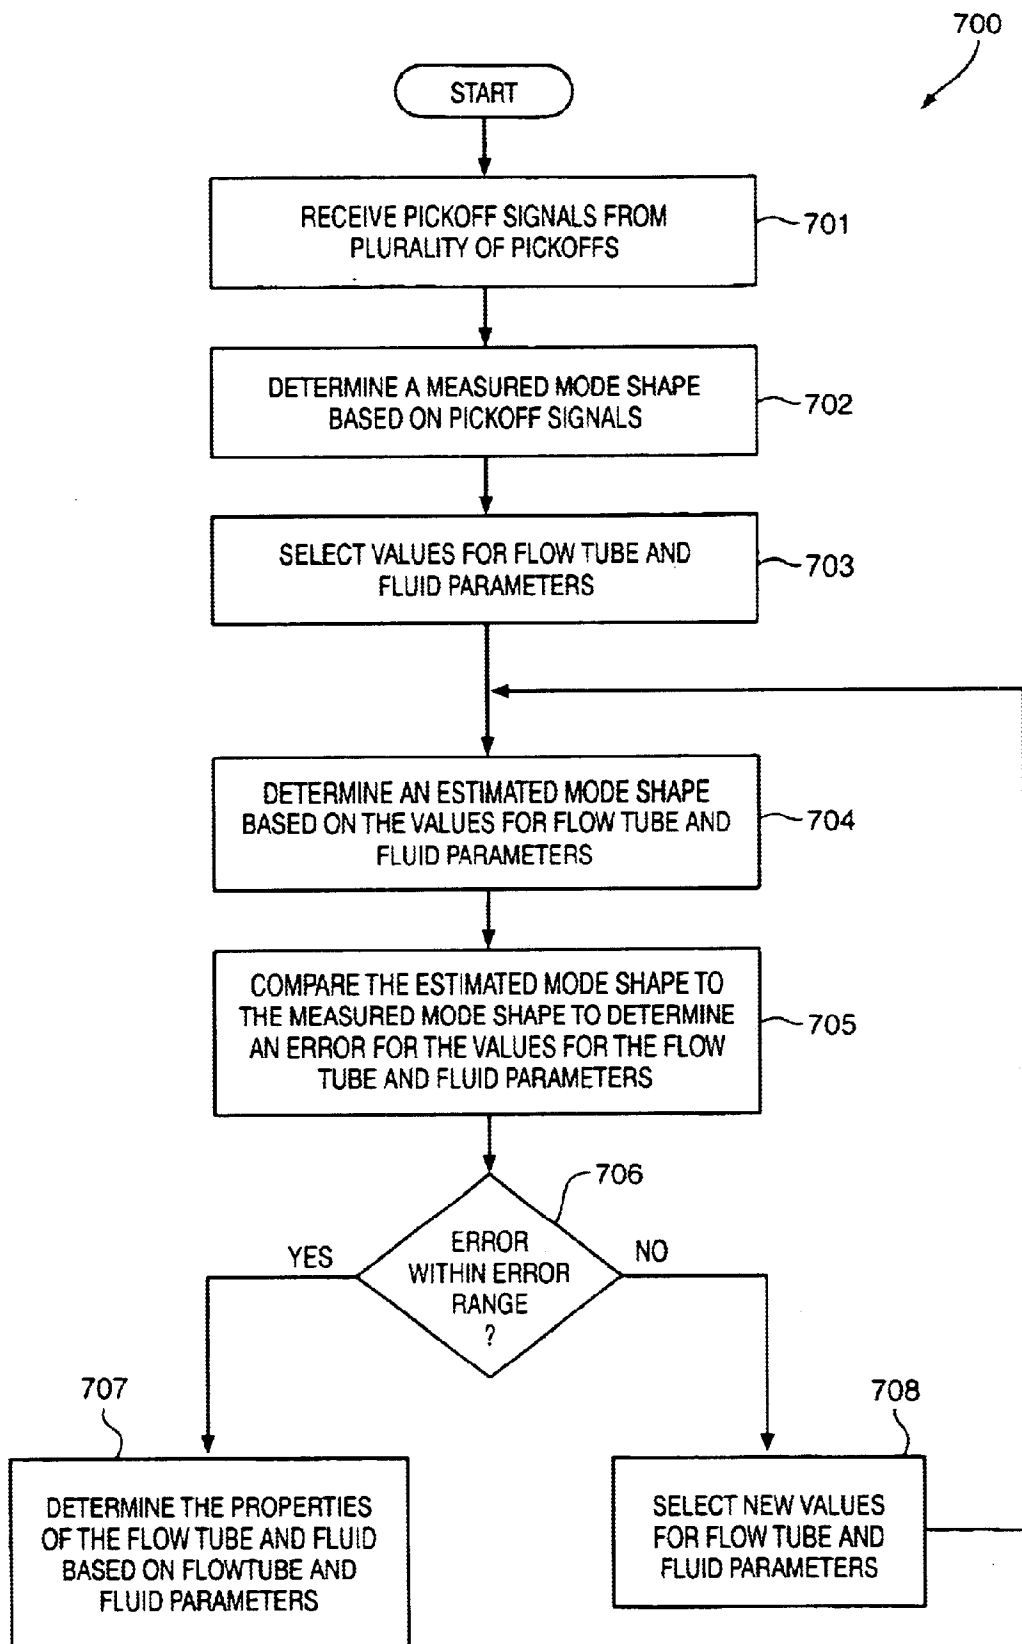 700
START
RECEIVE PICKOFF SIGNALS FROM
PLURALITY OF PICKOFFS
701
DETERMINE A MEASURED MODE SHAPE
BASED ON PICKOFF SIGNALS
702
SELECT VALUES FOR FLOW TUBE AND
FLUID PARAMETERS
703
DETERMINE AN ESTIMATED MODE SHAPE
BASED ON THE VALUES FOR FLOW TUBE AND
FLUID PARAMETERS
704
COMPARE THE ESTIMATED MODE SHAPE TO
THE MEASURED MODE SHAPE TO DETERMINE
AN ERROR FOR THE VALUES FOR THE FLOW
TUBE AND FLUID PARAMETERS
705
706
ERROR
WITHIN ERROR
RANGE
?
YES
NO
707
DETERMINE THE PROPERTIES
OF THE FLOW TUBE AND FLUID
BASED ON FLOWTUBE AND
FLUID PARAMETERS
708
SELECT NEW VALUES
FOR FLOW TUBE AND
FLUID PARAMETERS